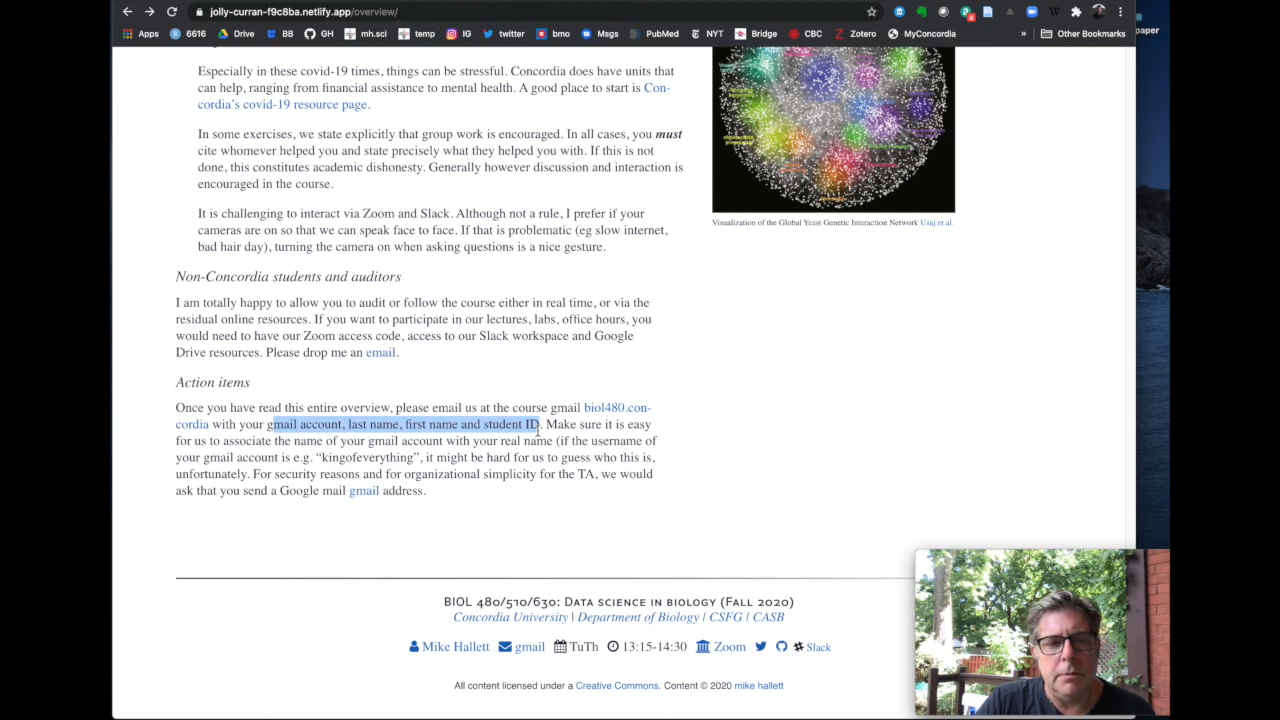 jolly-curran-f9c8ba.netlify.app/overview/
Apps 6616 Drive BB GH mh.sci temp IG twitter bmo Msgs PubMed NYT Bridge CBC Zotero MyConcordia » Other Bookmarks
paper
Especially in these covid-19 times, things can be stressful. Concordia does have units that
can help, ranging from financial assistance to mental health. A good place to start is Con-
cordia's covid-19 resource page.
In some exercises, we state explicitly that group work is encouraged. In all cases, you must
cite whomever helped you and state precisely what they helped you with. If this is not
done, this constitutes academic dishonesty. Generally however discussion and interaction is
encouraged in the course.
It is challenging to interact via Zoom and Slack. Although not a rule, I prefer if your
cameras are on so that we can speak face to face. If that is problematic (eg slow internet,
bad hair day), turning the camera on when asking questions is a nice gesture.
Visualization of the Global Yeast Genetic Interaction Network Usaj et al.
Non-Concordia students and auditors
I am totally happy to allow you to audit or follow the course either in real time, or via the
residual online resources. If you want to participate in our lectures, labs, office hours, you
would need to have our Zoom access code, access to our Slack workspace and Google
Drive resources. Please drop me an email.
Action items
Once you have read this entire overview, please email us at the course gmail biol480.con-
cordia with your gmail account, last name, first name and student ID. Make sure it is easy
for us to associate the name of your gmail account with your real name (if the username of
your gmail account is e.g. “kingofeverything”, it might be hard for us to guess who this is,
unfortunately. For security reasons and for organizational simplicity for the TA, we would
ask that you send a Google mail gmail address.
BIOL 480/510/630: Data science in biology (Fall 2020)
Concordia University | Department of Biology | CSFG | CASB
Mike Hallett gmail TuTh 13:15-14:30 Zoom Slack
All content licensed under a Creative Commons. Content © 2020 mike hallett